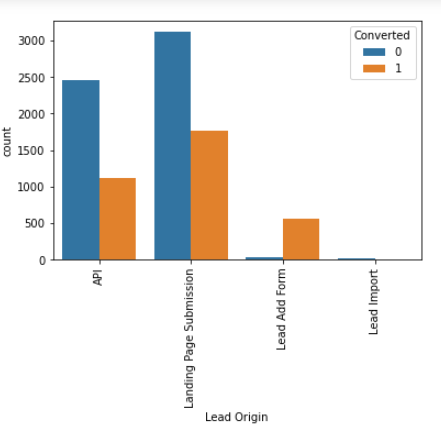 Converted
0
1
3000
2500
2000
1500
1000
500
0
count
API
Landing Page Submission
Lead Add Form
Lead Import
Lead Origin